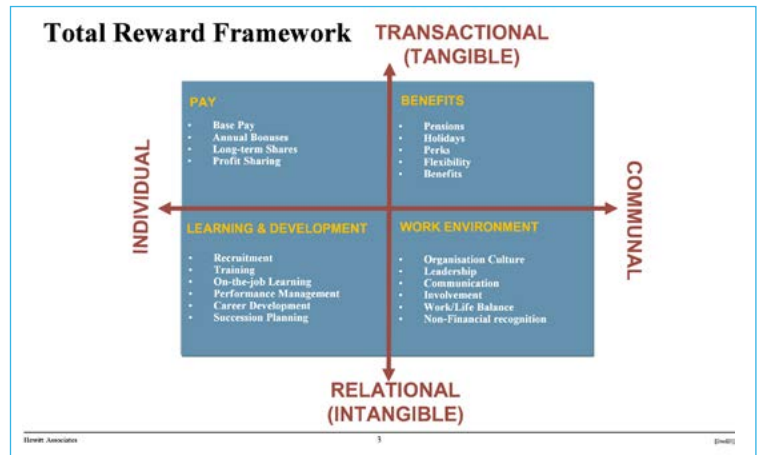 Total Reward Framework
TRANSACTIONAL
(TANGIBLE)
PAY
• Base Pay
• Annual Bonuses
• Long-term Shares
• Profit Sharing
BENEFITS
• Pensions
• Holidays
• Perks
• Flexibility
• Benefits
INDIVIDUAL
COMMUNAL
LEARNING & DEVELOPMENT
• Recruitment
• Training
• On-the-job Learning
• Performance Management
• Career Development
• Succession Planning
WORK ENVIRONMENT
• Organisation Culture
• Leadership
• Communication
• Involvement
• Work/Life Balance
• Non-Financial recognition
RELATIONAL
(INTANGIBLE)
Hewitt Associates
3